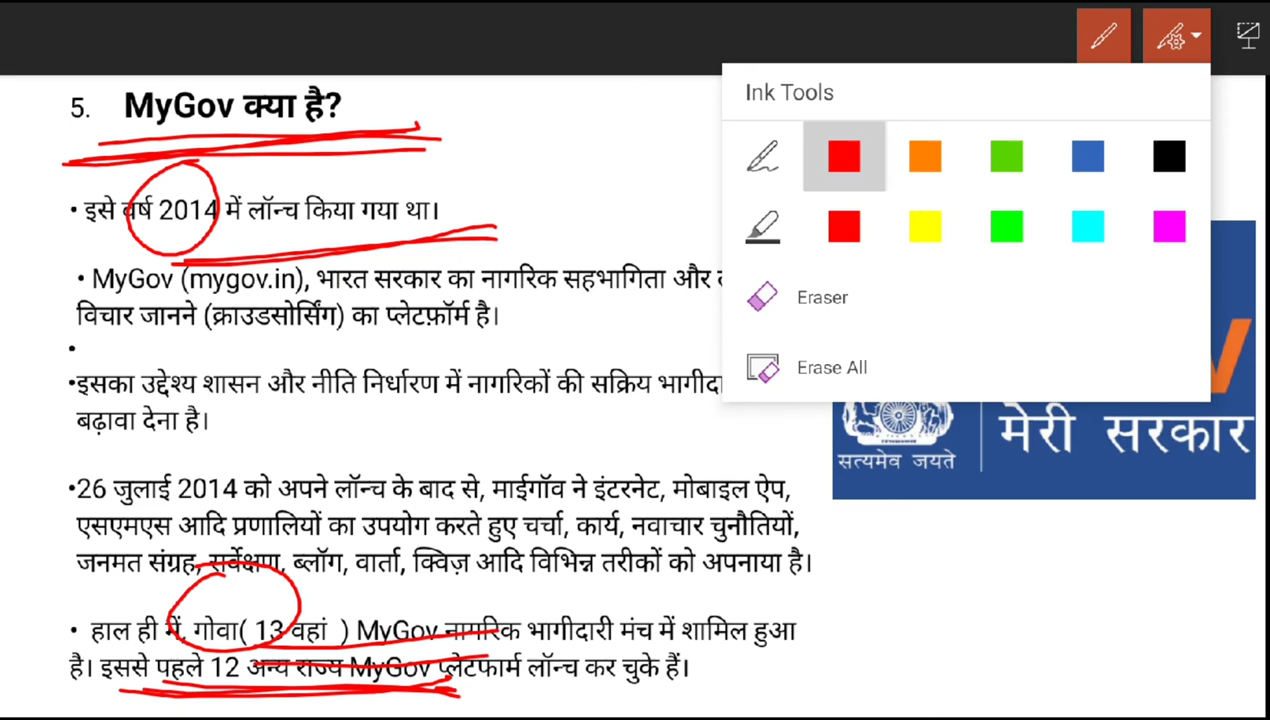 Ink Tools
5. MyGov क्या है?
• इसे वर्ष 2014 में लॉन्च किया गया था।
• MyGov (mygov.in), भारत सरकार का नागरिक सहभागिता और
विचार जानने (क्राउडसोर्सिंग) का प्लेटफ़ॉर्म है।
•
Eraser
Erase All
•इसका उद्देश्य शासन और नीति निर्धारण में नागरिकों की सक्रिय
बढ़ावा देना है।
मेरी सरकार
सत्यमेव जयते
•26 जुलाई 2014 को अपने लॉन्च के बाद से, माईगॉव ने इंटरनेट, मोबाइल ऐप,
एसएमएस आदि प्रणालियों का उपयोग करते हुए चर्चा, कार्य, नवाचार चुनौतियों,
जनमत संग्रह, सर्वेक्षण, ब्लॉग, वार्ता, क्विज़ आदि विभिन्न तरीकों को अपनाया है।
• हाल ही में, गोवा( 13 वहां ) MyGov नागरिक भागीदारी मंच में शामिल हुआ
है। इससे पहले 12 अन्य राज्य MyGov प्लेटफार्म लॉन्च कर चुके हैं।